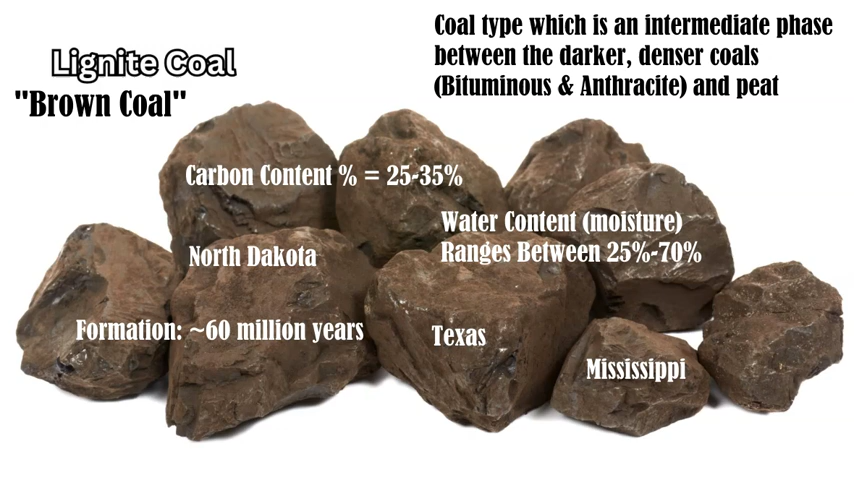 Lignite Coal
"Brown Coal"
Coal type which is an intermediate phase
between the darker, denser coals
(Bituminous & Anthracite) and peat
Carbon Content % = 25-35%
Water Content (moisture)
Ranges Between 25%-70%
North Dakota
Formation: ~60 million years
Texas
Mississippi